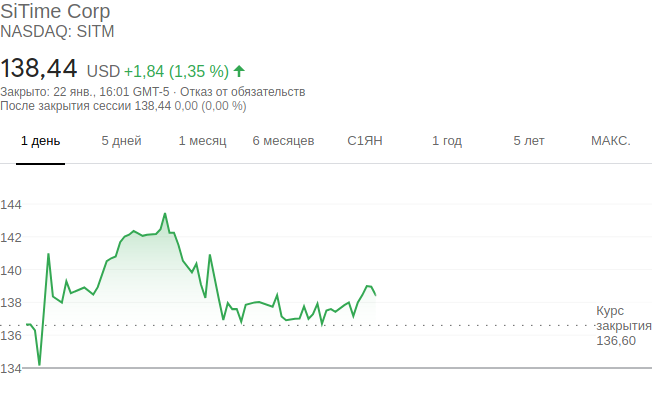 SiTime Corp
NASDAQ: SITM
138,44 USD +1,84 (1,35 %)
Закрыто: 22 янв., 16:01 GMT-5 · Отказ от обязательств
После закрытия сессии 138,44 0,00 (0,00 %)
1 день 5 дней 1 месяц 6 месяцев С1ЯН 1 год 5 лет МАКС.
144
142
140
138
Курс
закрытия
136,60
136
134